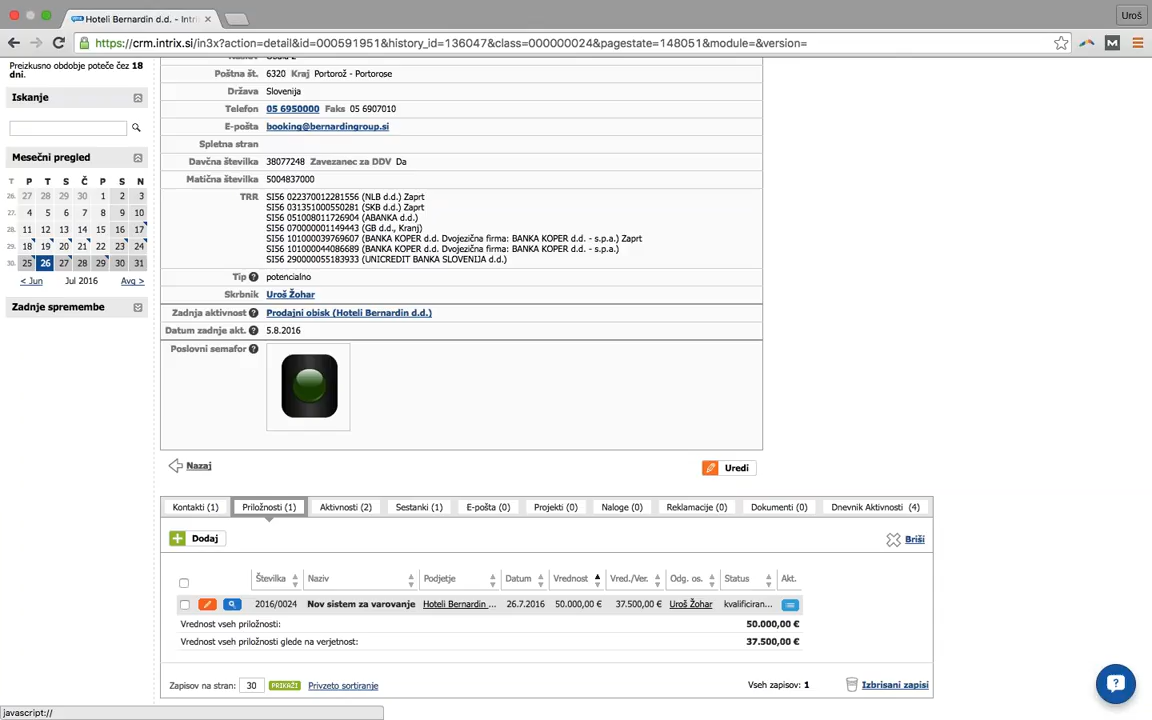 Hoteli Bernardin d.d. - Intri
Uroš
https://crm.intrix.si/in3x?action=detail&id=000591951&history_id=136047&class=000000024&pagestate=148051&module=&version=
Preizkusno obdobje poteče čez 18
dni.
Iskanje
Mesečni pregled
T P T S Č P S N
26. 27 28 29 30 1 2 3
27. 4 5 6 7 8 9 10
28. 11 12 13 14 15 16 17
29. 18 19 20 21 22 23 24
30. 25 26 27 28 29 30 31
< Jun Jul 2016 Avg >
Zadnje spremembe
Poštna št. 6320 Kraj Portorož - Portorose
Država Slovenija
Telefon 05 6950000 Faks 05 6907010
E-pošta booking@bernardingroup.si
Spletna stran
Davčna številka 38077248 Zavezanec za DDV Da
Matična številka 5004837000
TRR SI56 022370012281556 (NLB d.d.) Zaprt
SI56 031351000550281 (SKB d.d.) Zaprt
SI56 051008011726904 (ABANKA d.d.)
SI56 070000001149443 (GB d.d., Kranj)
SI56 101000039769607 (BANKA KOPER d.d. Dvojezična firma: BANKA KOPER d.d. - s.p.a.) Zaprt
SI56 101000044086689 (BANKA KOPER d.d. Dvojezična firma: BANKA KOPER d.d. - s.p.a.)
SI56 290000055183933 (UNICREDIT BANKA SLOVENIJA d.d.)
Tip ? potencialno
Skrbnik Uroš Žohar
Zadnja aktivnost ? Prodajni obisk (Hoteli Bernardin d.d.)
Datum zadnje akt. ? 5.8.2016
Poslovni semafor ?
Nazaj
Uredi
Kontakti (1) Priložnosti (1) Aktivnosti (2) Sestanki (1) E-pošta (0) Projekti (0) Naloge (0) Reklamacije (0) Dokumenti (0) Dnevnik Aktivnosti (4)
Dodaj
Briši
Številka Naziv Podjetje Datum Vrednost Vred./Ver. Odg. os. Status Akt.
2016/0024 Nov sistem za varovanje Hoteli Bernardin ... 26.7.2016 50.000,00 € 37.500,00 € Uroš Žohar kvalificiran...
Vrednost vseh priložnosti: 50.000,00 €
Vrednost vseh priložnosti glede na verjetnost: 37.500,00 €
Zapisov na stran: 30 PRIKAŽI Privzeto sortiranje
Vseh zapisov: 1
Izbrisani zapisi
javascript://